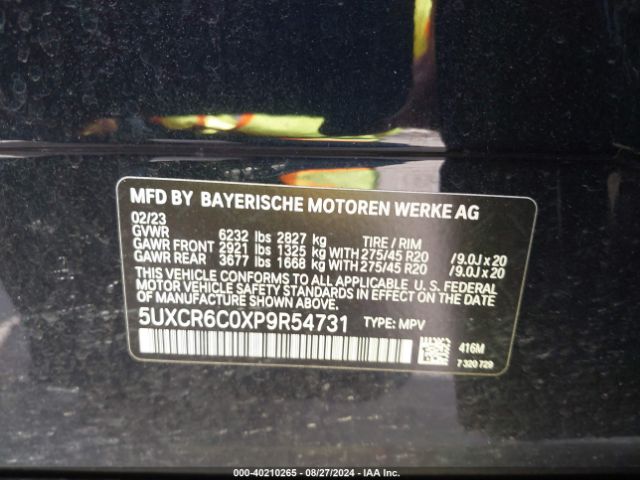 MFD BY BAYERISCHE MOTOREN WERKE AG
02/23
GVWR 6232 lbs 2827 kg TIRE / RIM
GAWR FRONT 2921 lbs 1325 kg WITH 275/45 R20 / 9.0J x 20
GAWR REAR 3677 lbs 1668 kg WITH 275/45 R20 / 9.0J x 20
THIS VEHICLE CONFORMS TO ALL APPLICABLE U. S. FEDERAL
MOTOR VEHICLE SAFETY STANDARDS IN EFFECT ON THE
DATE OF MANUFACTURE SHOWN ABOVE.
5UXCR6C0XP9R54731 TYPE: MPV
416M
7 320 729
000-40210265 - 08/27/2024 - IAA Inc.